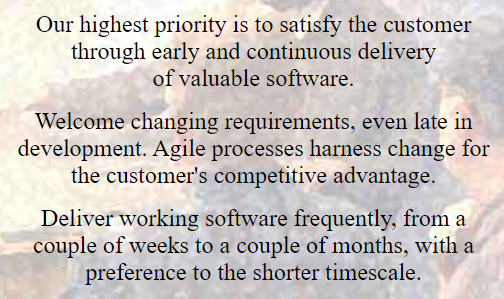 Our highest priority is to satisfy the customer
through early and continuous delivery
of valuable software.
Welcome changing requirements, even late in
development. Agile processes harness change for
the customer's competitive advantage.
Deliver working software frequently, from a
couple of weeks to a couple of months, with a
preference to the shorter timescale.